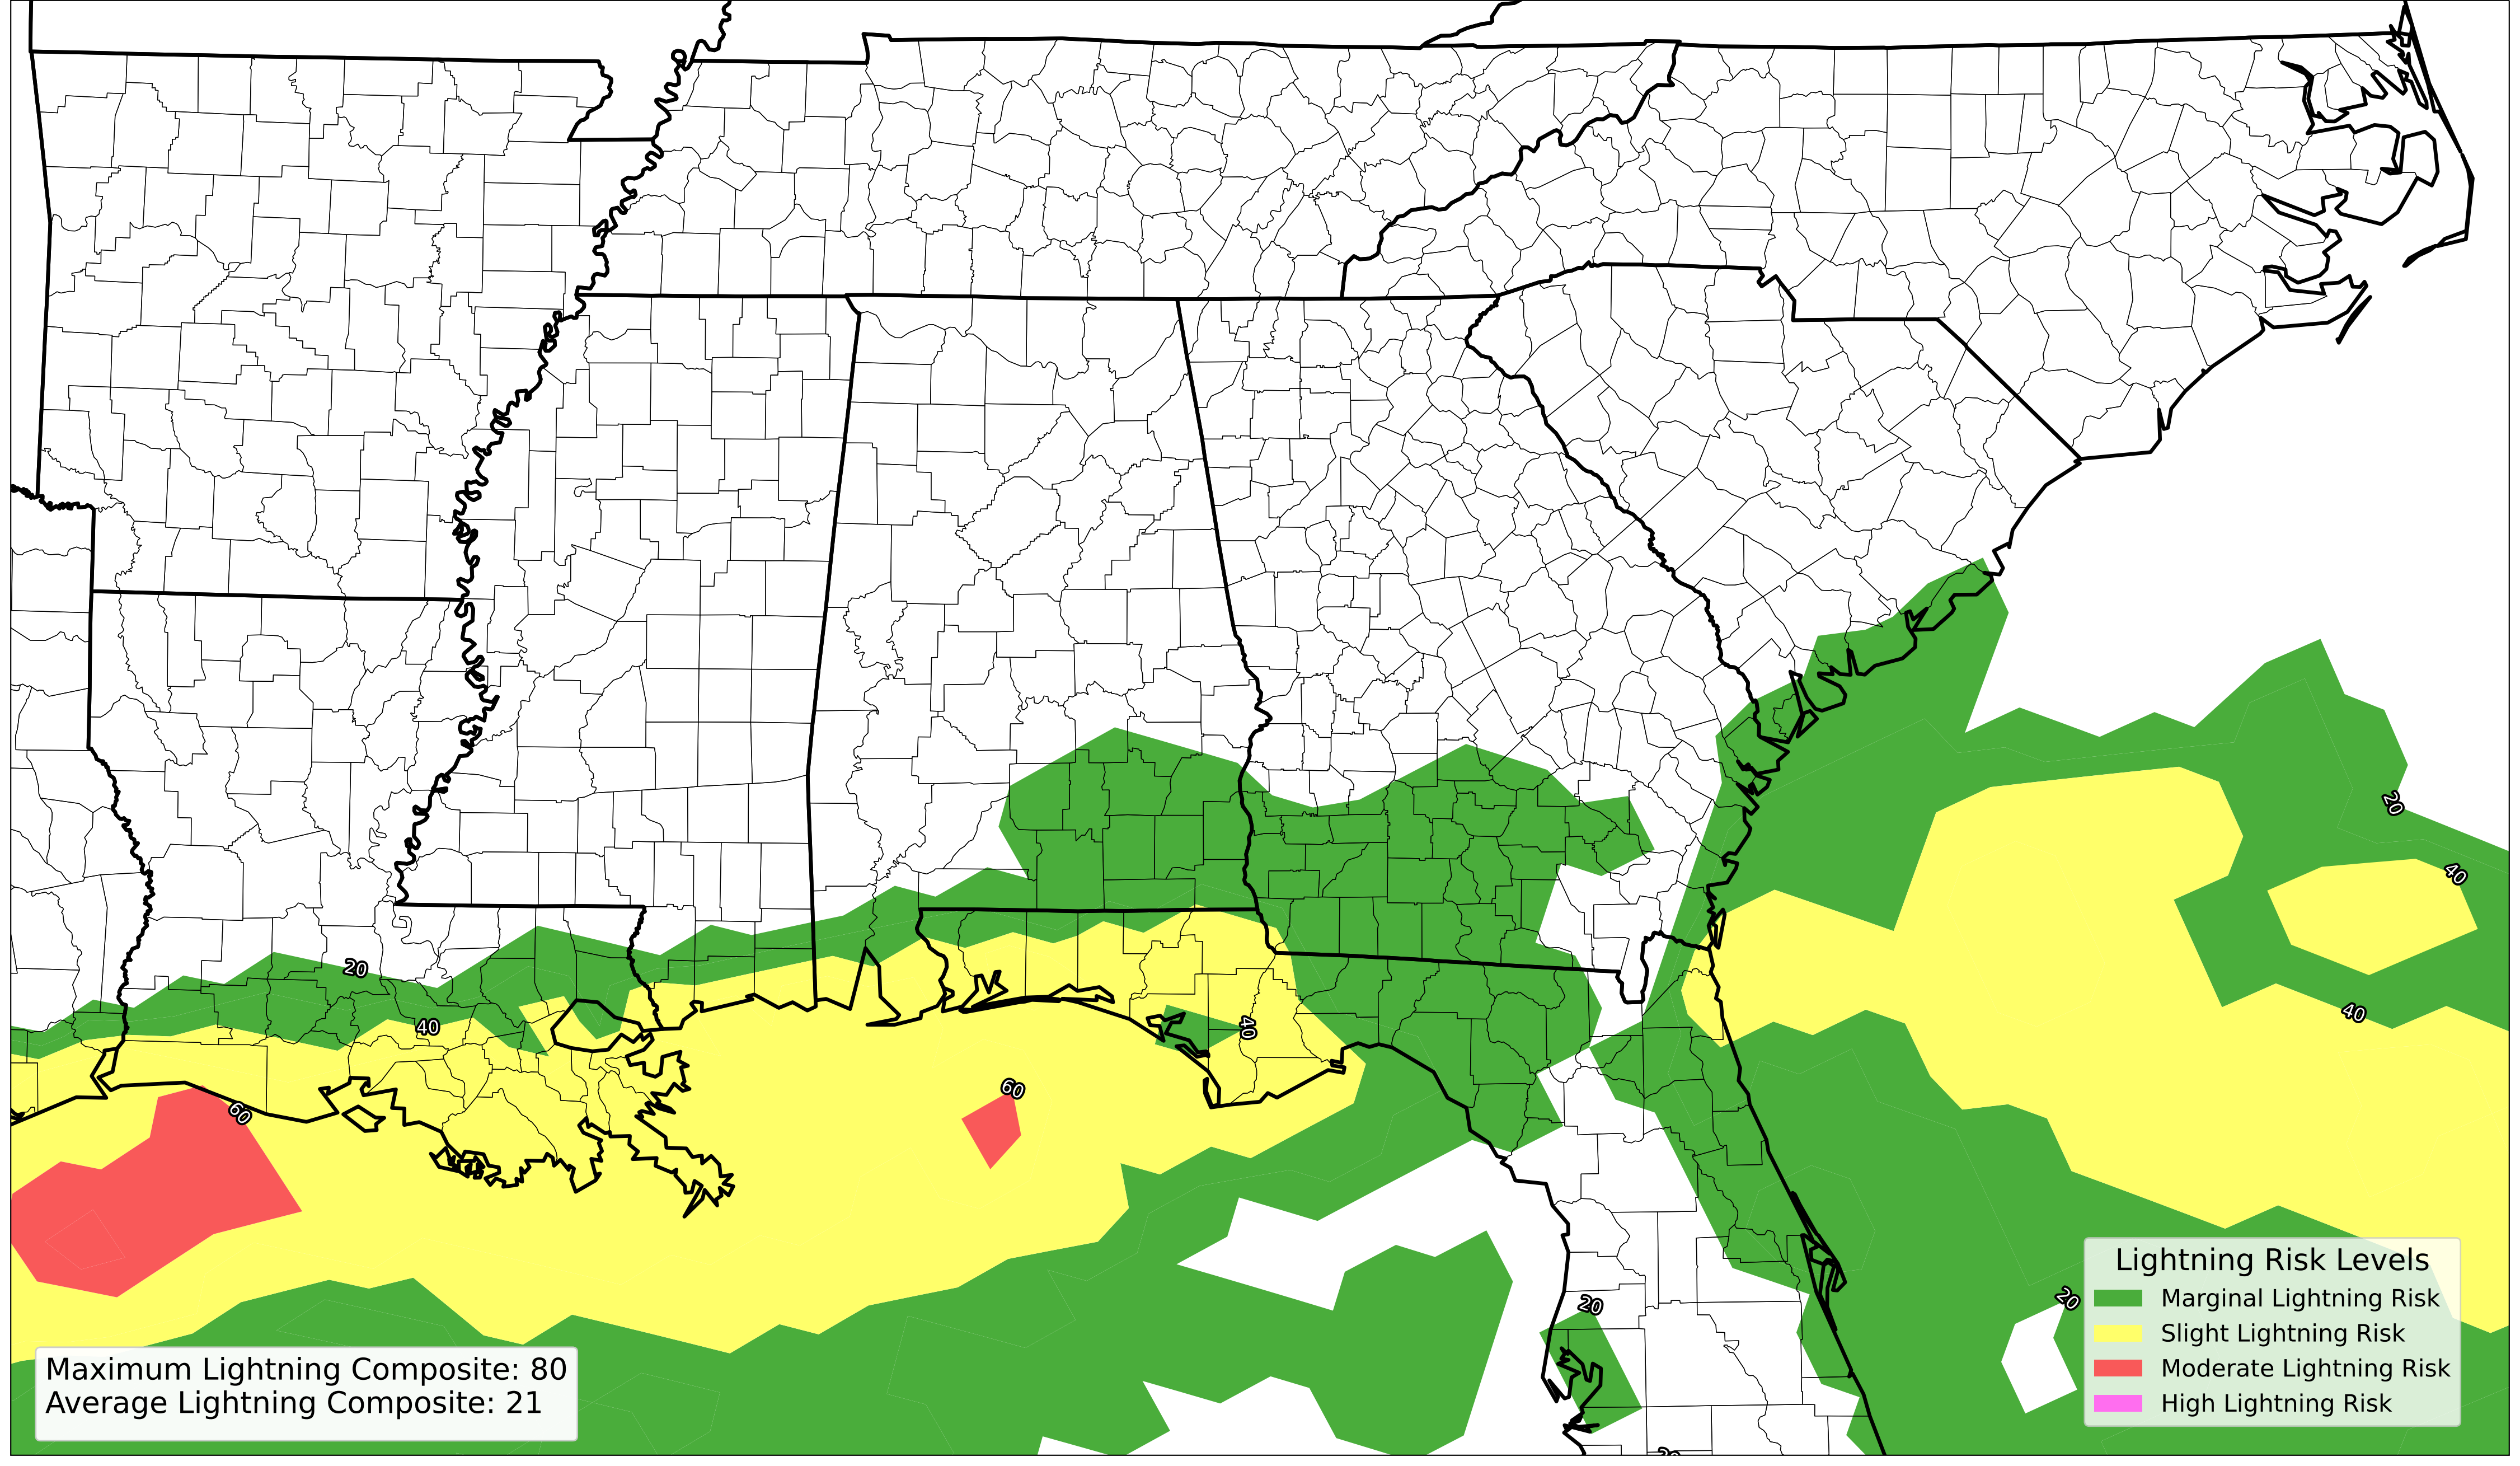 20
40
20
40
40
60
60
40
20
20
Lightning Risk Levels
Marginal Lightning Risk
Slight Lightning Risk
Moderate Lightning Risk
High Lightning Risk
Maximum Lightning Composite: 80
Average Lightning Composite: 21